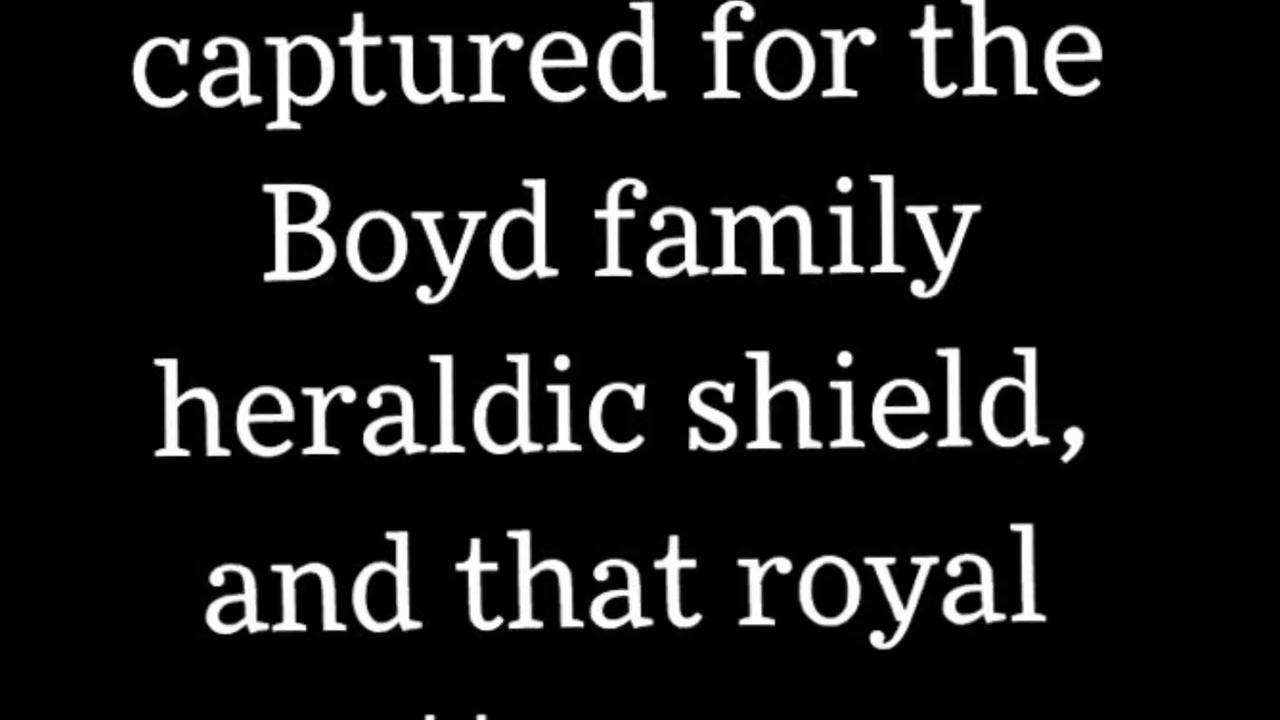 captured for the
Boyd family
heraldic shield,
and that royal